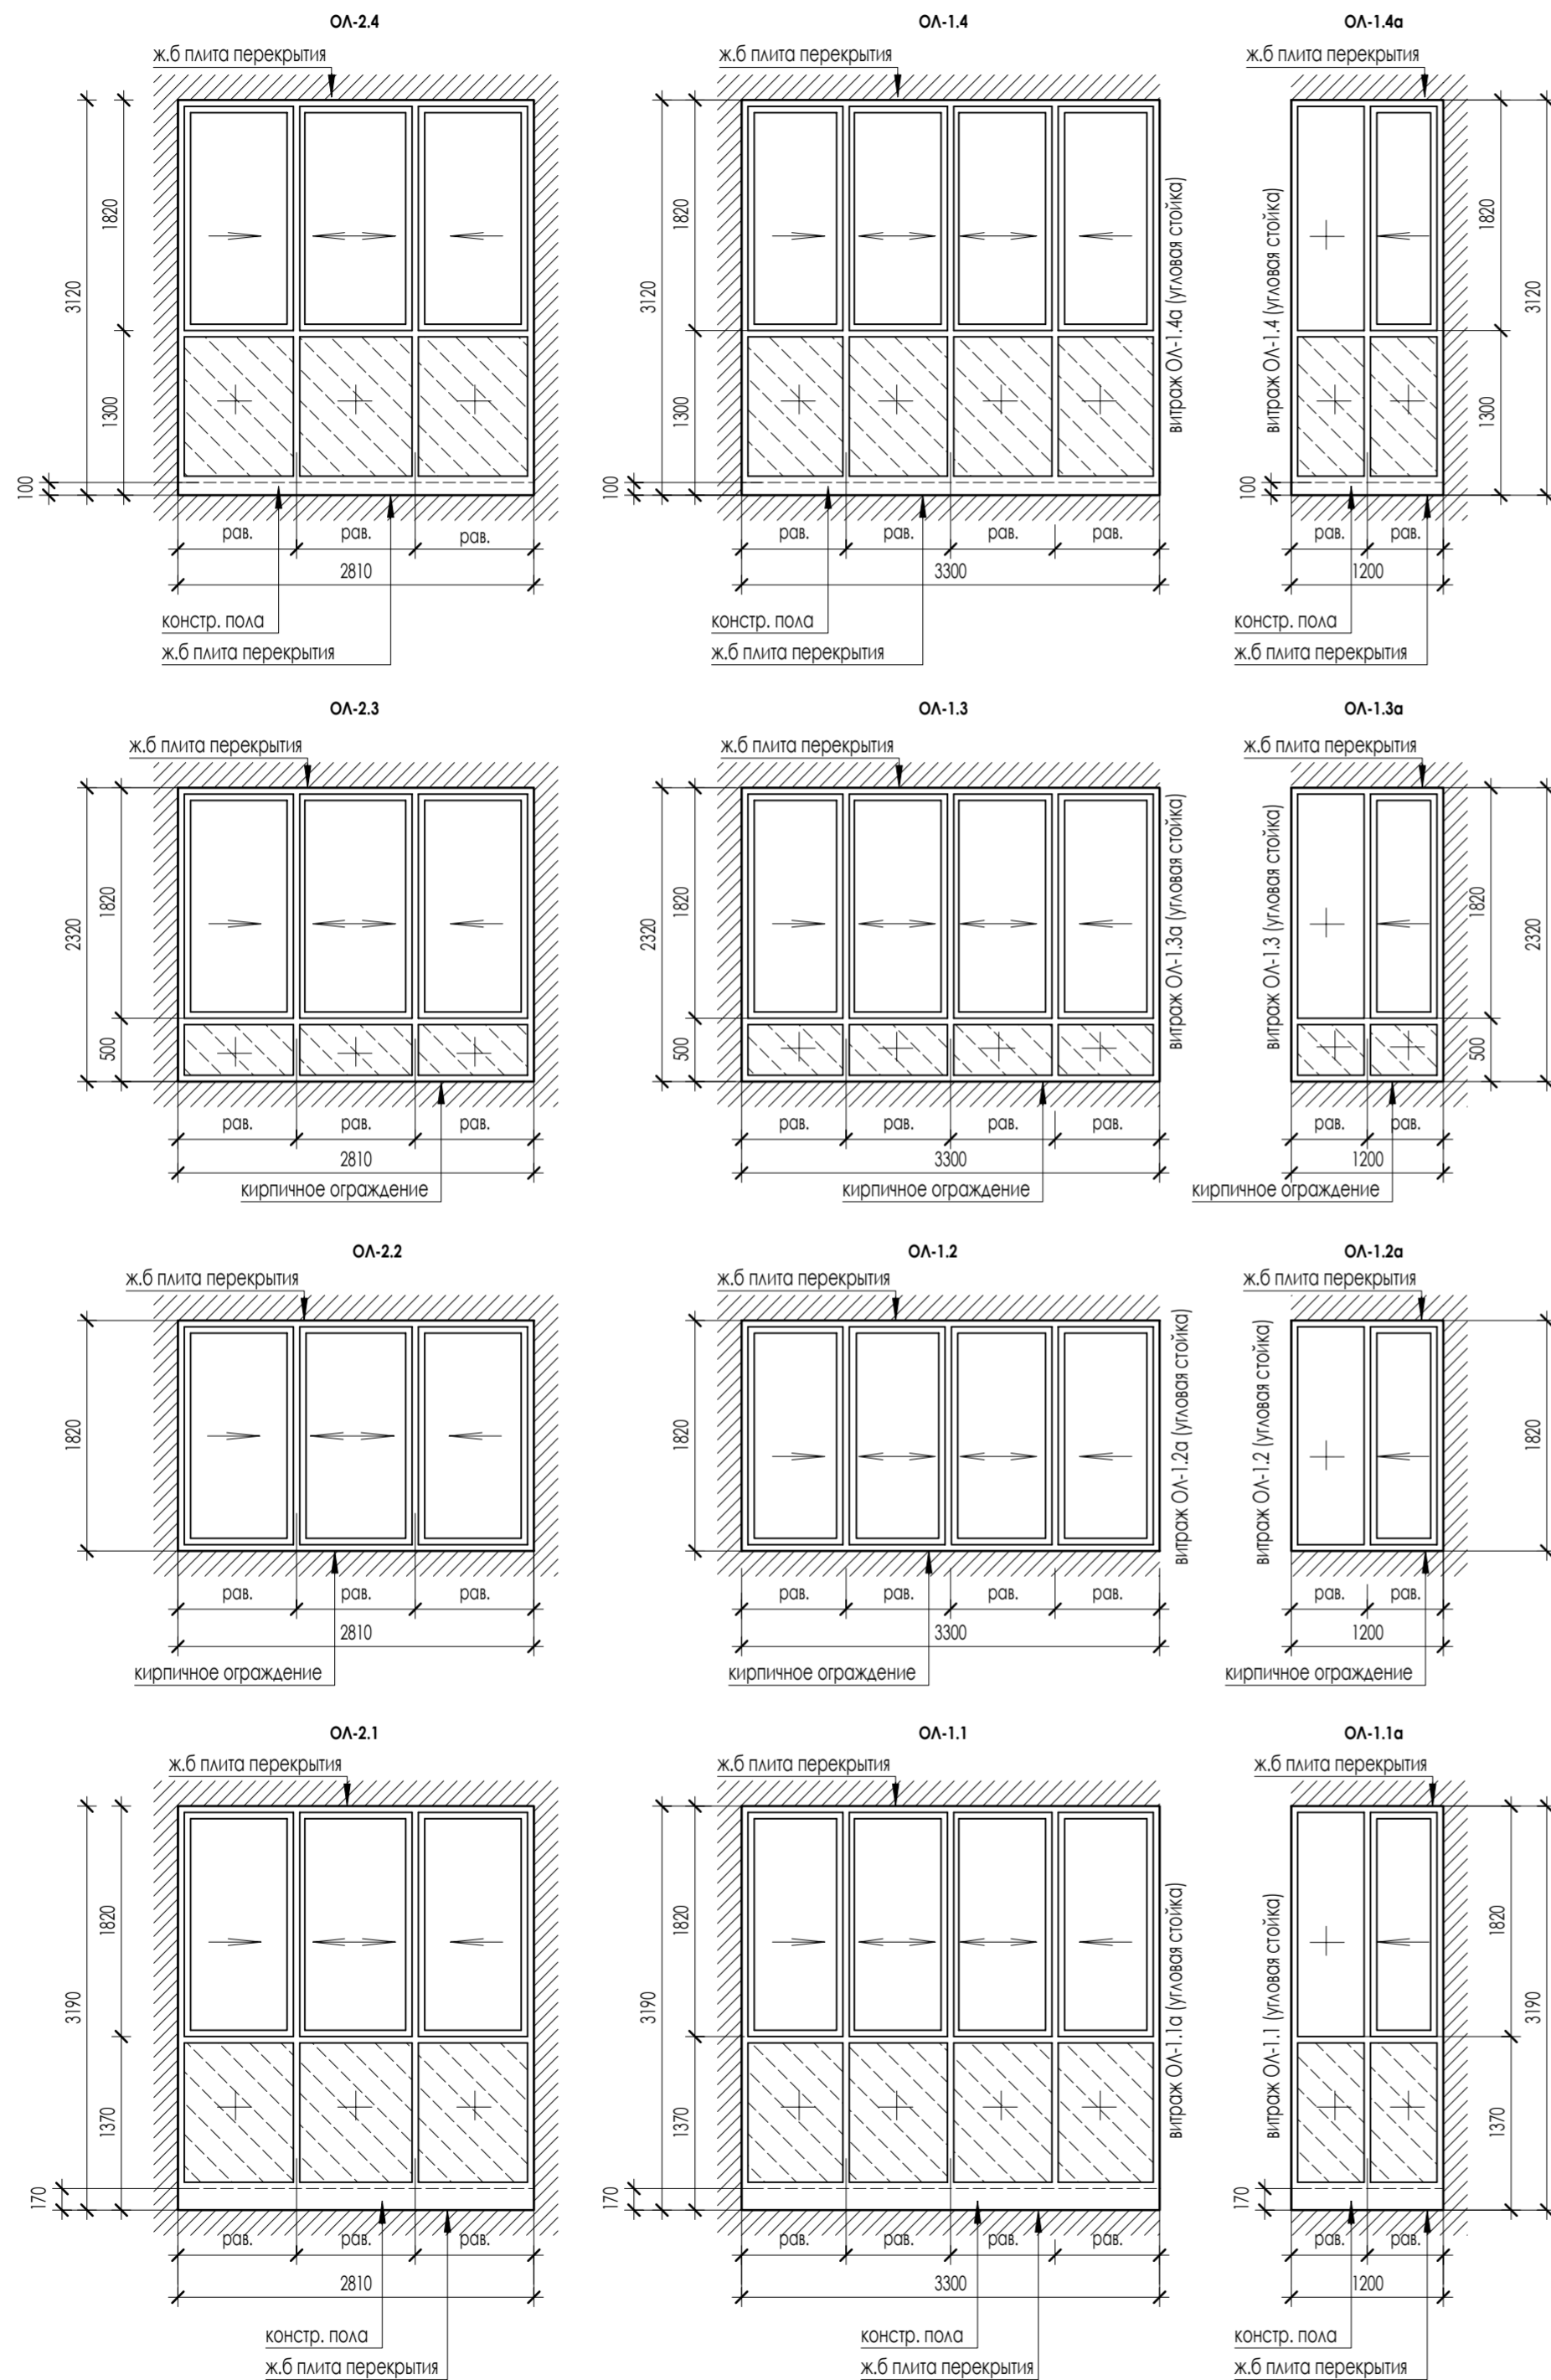 ОЛ-2.4
ж.б плита перекрытия
3120
1820
1300
100
рав.
рав.
рав.
2810
констр. пола
ж.б плита перекрытия
ОЛ-1.4
ж.б плита перекрытия
3120
1820
1300
100
витраж ОЛ-1.4а (угловая стойка)
рав.
рав.
рав.
рав.
3300
констр. пола
ж.б плита перекрытия
ОЛ-1.4а
ж.б плита перекрытия
витраж ОЛ-1.4 (угловая стойка)
1820
3120
1300
100
рав.
рав.
1200
констр. пола
ж.б плита перекрытия
ОЛ-2.3
ж.б плита перекрытия
2320
1820
500
рав.
рав.
рав.
2810
кирпичное ограждение
ОЛ-1.3
ж.б плита перекрытия
2320
1820
500
витраж ОЛ-1.3а (угловая стойка)
рав.
рав.
рав.
рав.
3300
кирпичное ограждение
ОЛ-1.3а
ж.б плита перекрытия
витраж ОЛ-1.3 (угловая стойка)
1820
2320
500
рав.
рав.
1200
кирпичное ограждение
ОЛ-2.2
ж.б плита перекрытия
1820
рав.
рав.
рав.
2810
кирпичное ограждение
ОЛ-1.2
ж.б плита перекрытия
1820
витраж ОЛ-1.2а (угловая стойка)
рав.
рав.
рав.
рав.
3300
кирпичное ограждение
ОЛ-1.2а
ж.б плита перекрытия
витраж ОЛ-1.2 (угловая стойка)
1820
рав.
рав.
1200
кирпичное ограждение
ОЛ-2.1
ж.б плита перекрытия
3190
1820
1370
170
рав.
рав.
рав.
2810
констр. пола
ж.б плита перекрытия
ОЛ-1.1
ж.б плита перекрытия
3190
1820
1370
170
витраж ОЛ-1.1а (угловая стойка)
рав.
рав.
рав.
рав.
3300
констр. пола
ж.б плита перекрытия
ОЛ-1.1а
ж.б плита перекрытия
витраж ОЛ-1.1 (угловая стойка)
1820
3190
1370
170
рав.
рав.
1200
констр. пола
ж.б плита перекрытия